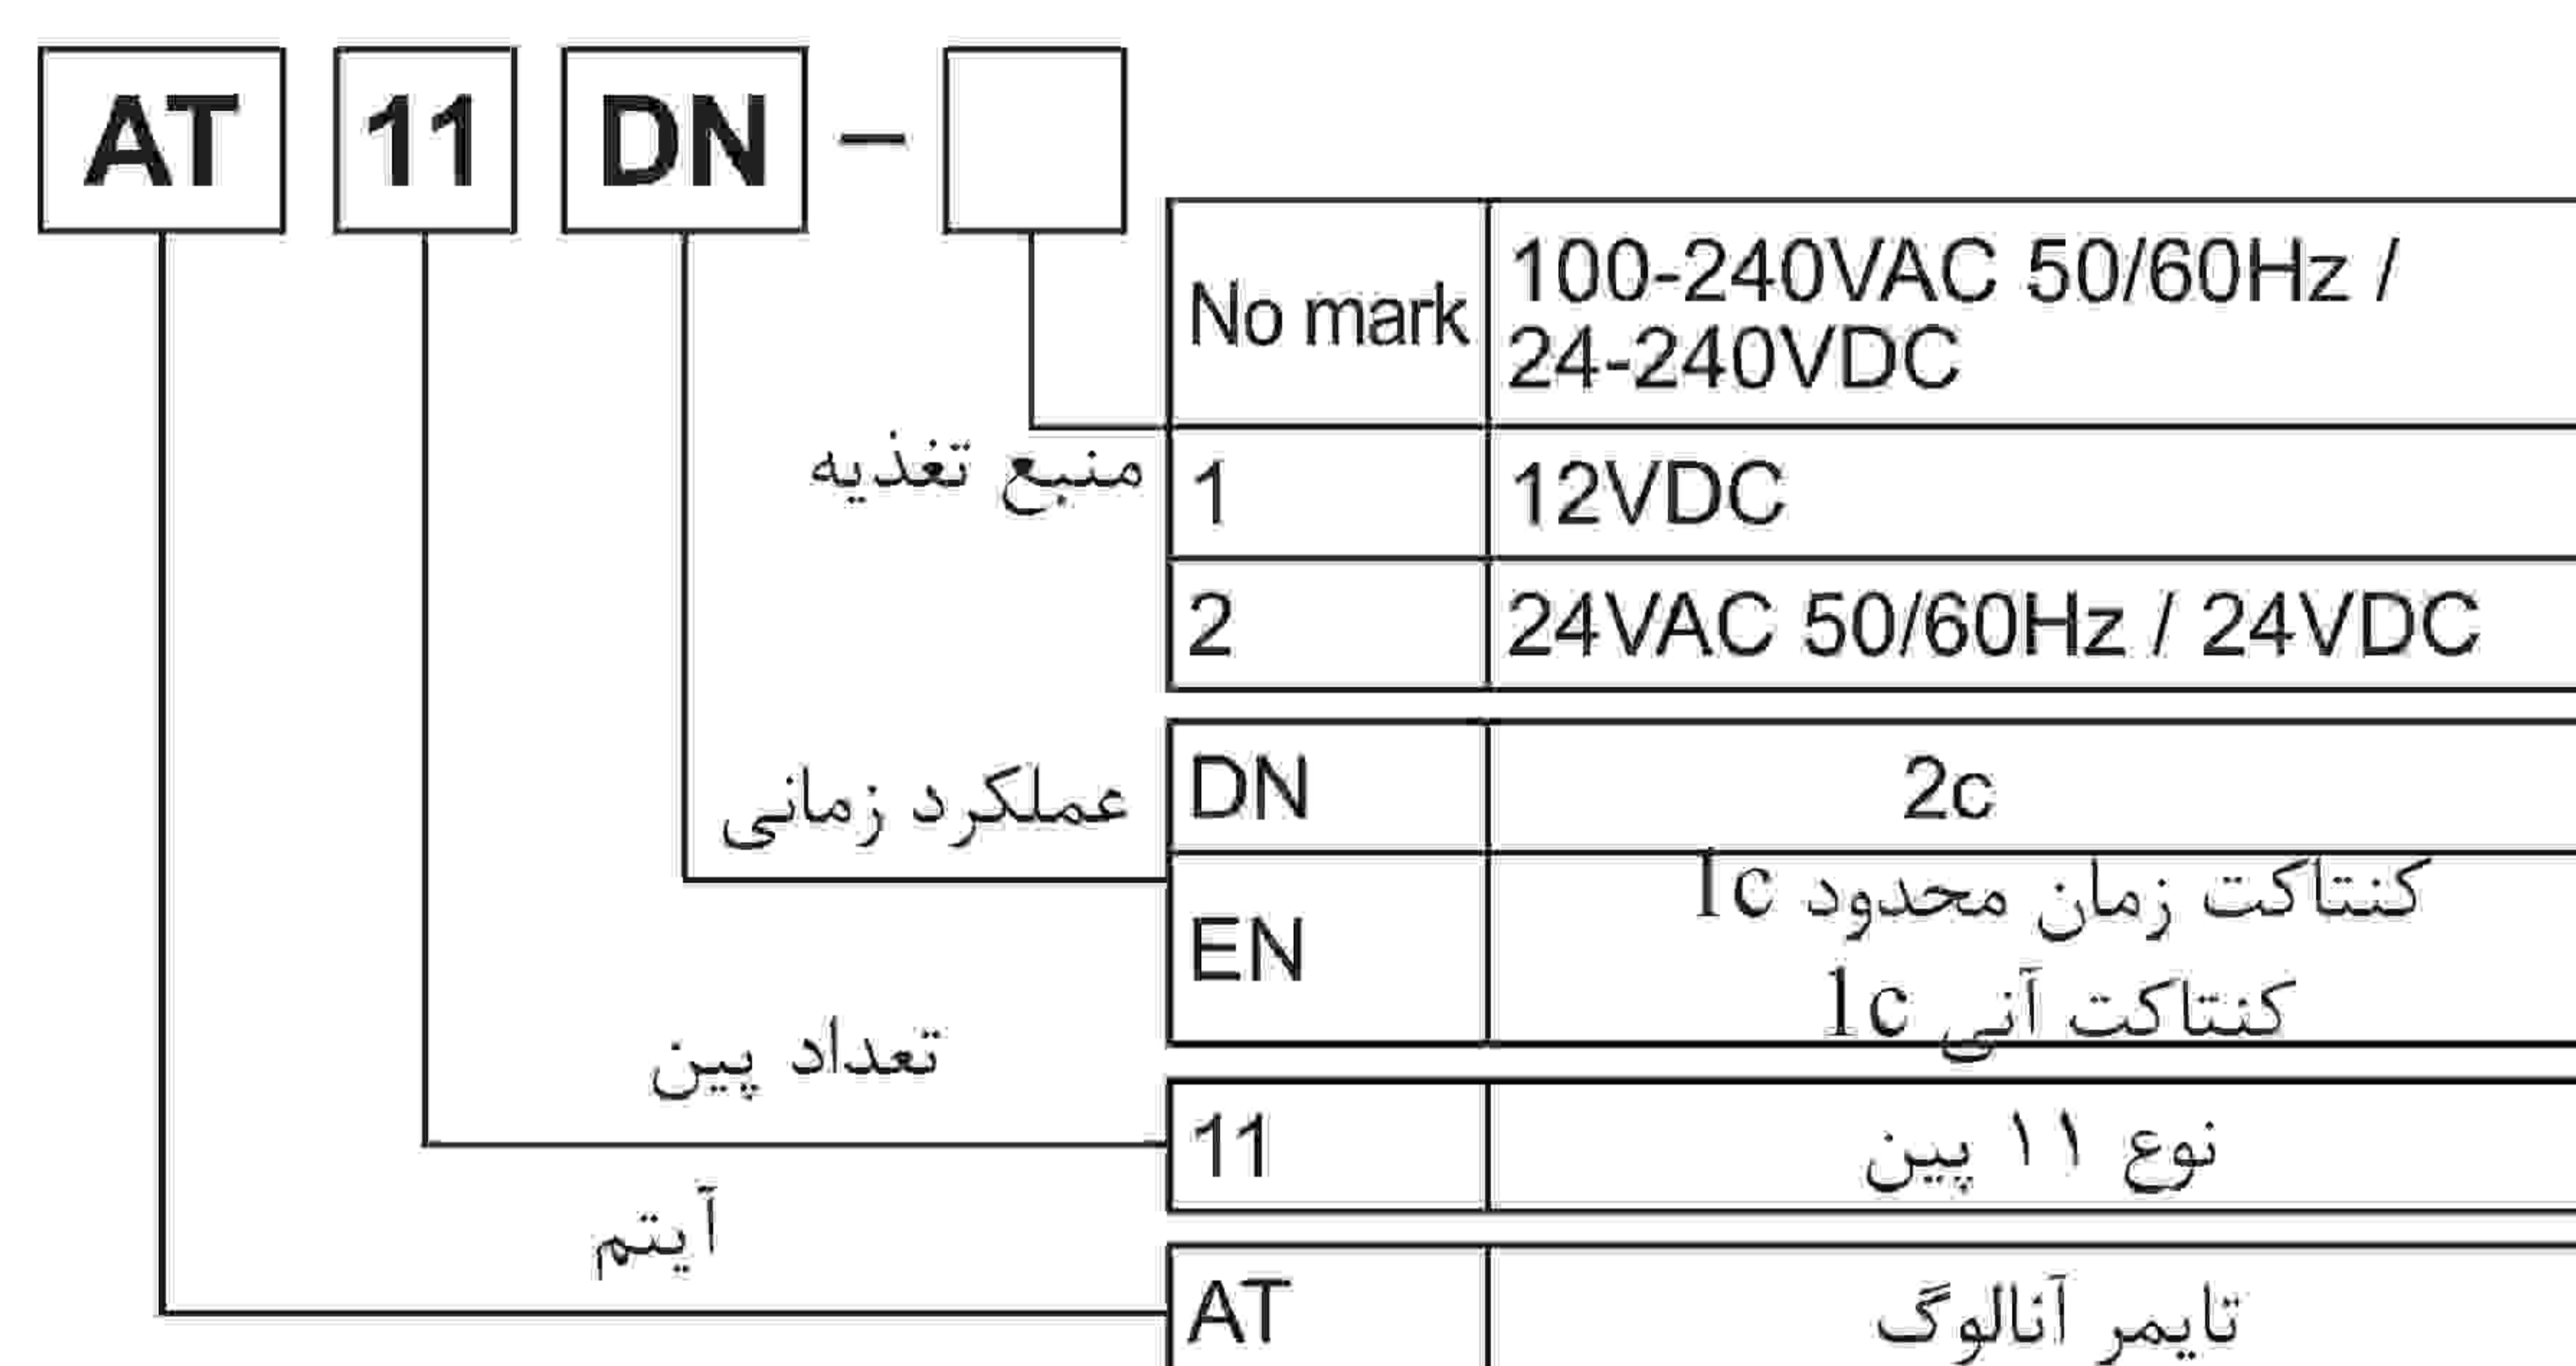 AT 11 DN –
No mark 100-240VAC 50/60Hz /
24-240VDC
منبع تغذیه
1 12VDC
2 24VAC 50/60Hz / 24VDC
عملکرد زمانی
DN 2c
EN
کنتاکت زمان محدود 1c
کنتاکت آنی 1c
تعداد پین
11 نوع ۱۱ پین
آیتم
AT تایمر آنالوگ